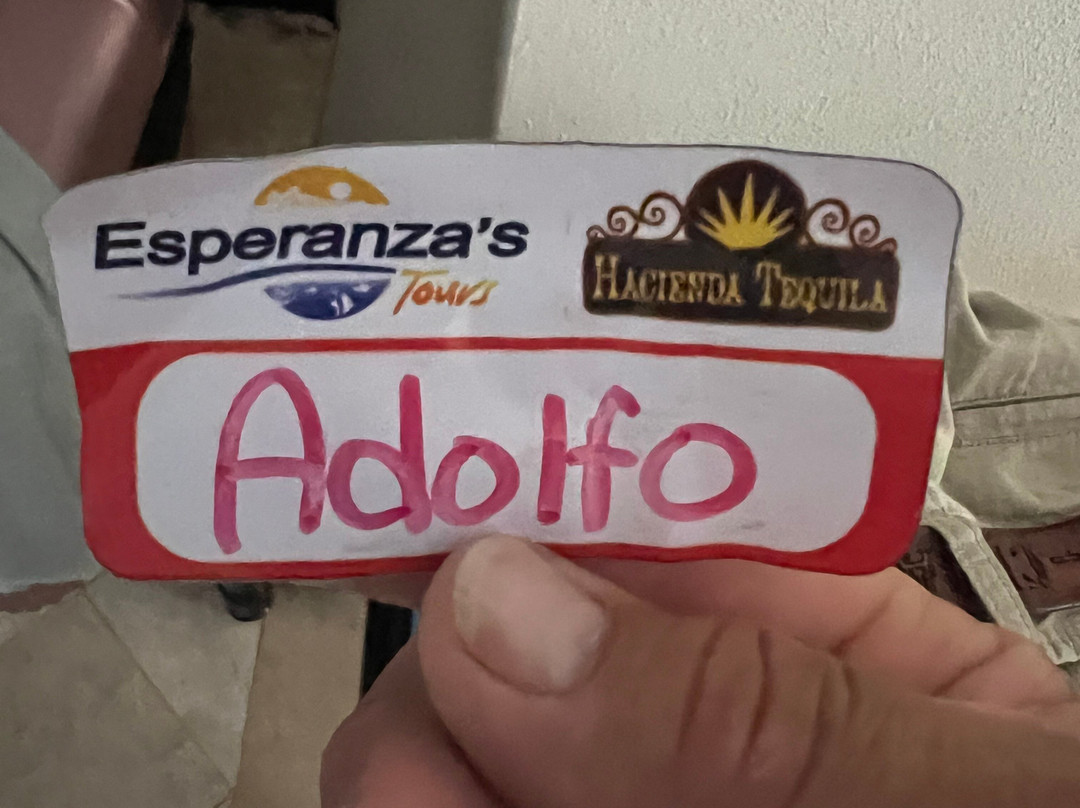 Esperanza's
Tours
HACIENDA TEQUILA
Adolfo